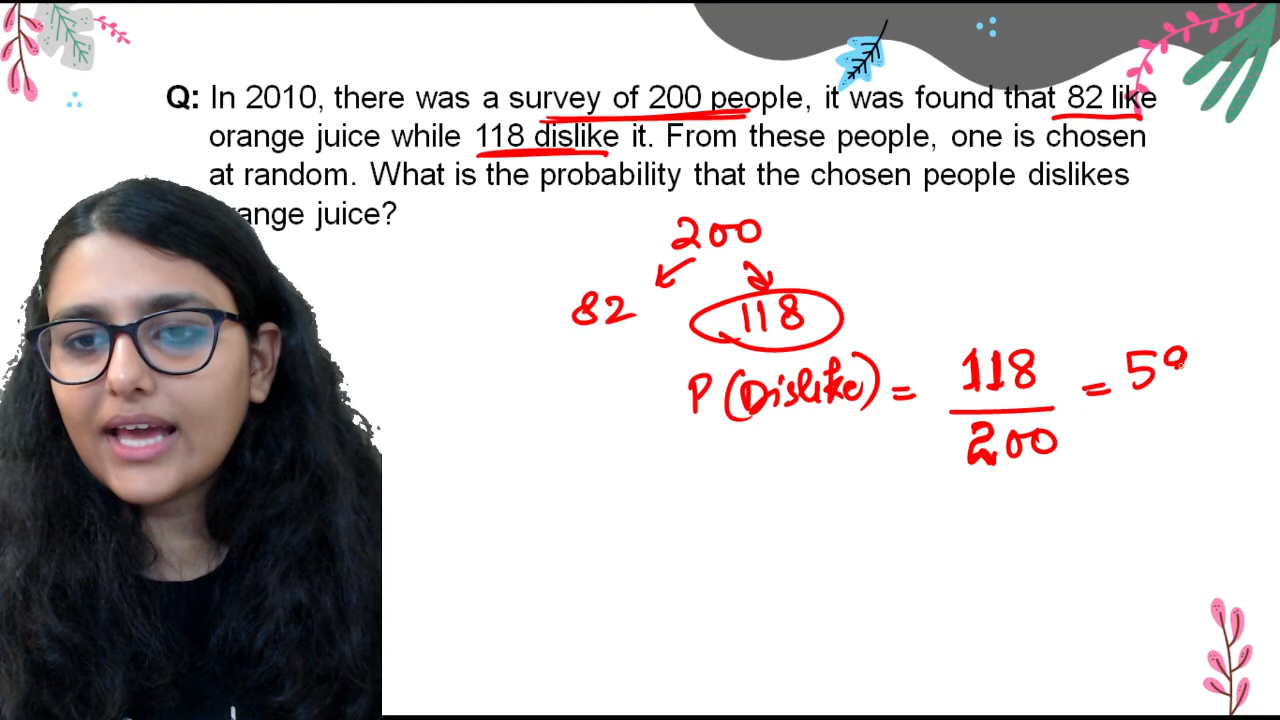 Q: In 2010, there was a survey of 200 people, it was found that 82 like
orange juice while 118 dislike it. From these people, one is chosen
at random. What is the probability that the chosen people dislikes
juice?
200
82 118
P (Dislike) = 118/200 = 59